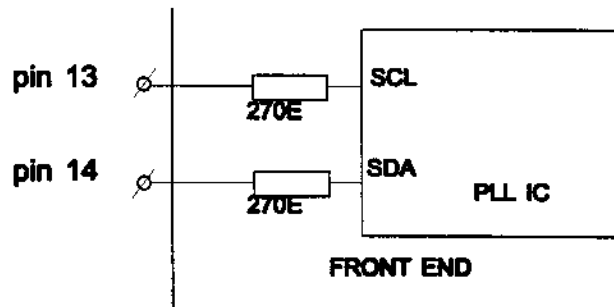 pin 13
SCL
270E
pin 14
SDA
270E
PLL IC
FRONT END